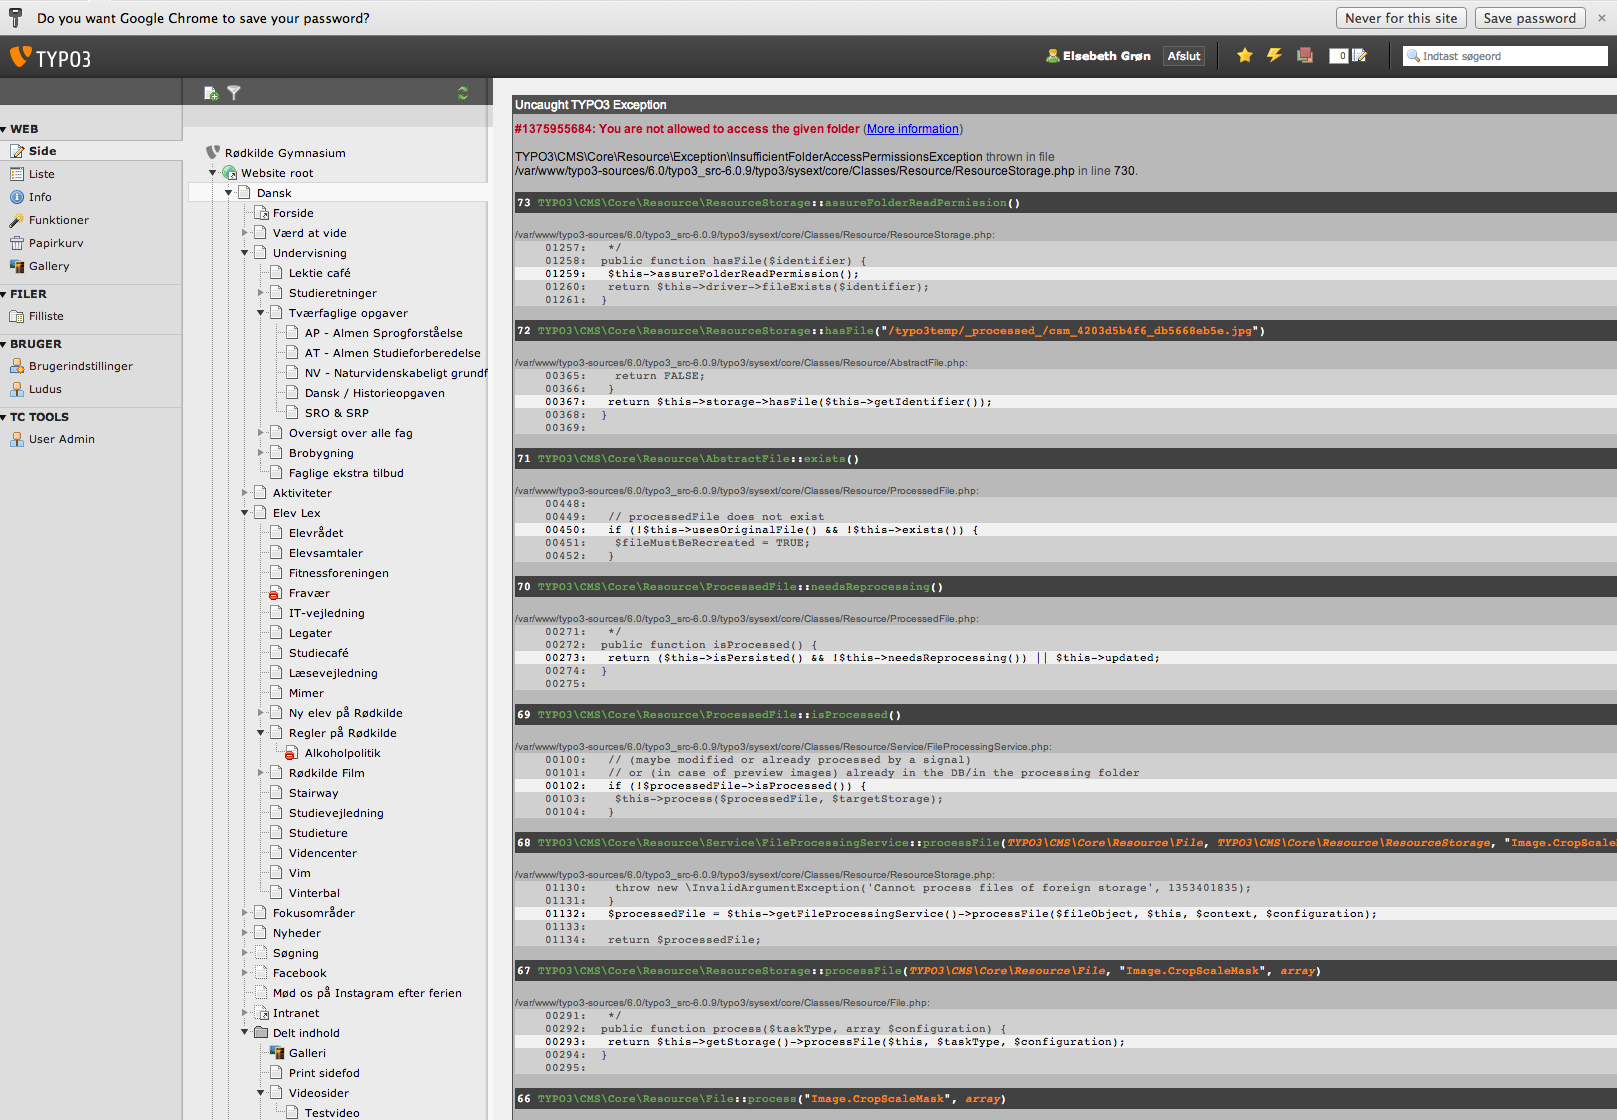 Do you want Google Chrome to save your password?
Never for this site
Save password
×
TYPO3
Elsebeth Grøn
Afslut
0
Indtast søgeord
WEB
Side
Liste
Info
Funktioner
Papirkurv
Gallery
FILER
Filliste
BRUGER
Brugerindstillinger
Ludus
TC TOOLS
User Admin
Rødkilde Gymnasium
Website root
Dansk
Forside
Værd at vide
Undervisning
Lektie café
Studieretninger
Tværfaglige opgaver
AP - Almen Sprogforståelse
AT - Almen Studieforberedelse
NV - Naturvidenskabeligt grundf
Dansk / Historieopgaven
SRO & SRP
Oversigt over alle fag
Brobygning
Faglige ekstra tilbud
Aktiviteter
Elev Lex
Elevrådet
Elevsamtaler
Fitnessforeningen
Fravær
IT-vejledning
Legater
Studiecafé
Læsevejledning
Mimer
Ny elev på Rødkilde
Regler på Rødkilde
Alkoholpolitik
Rødkilde Film
Stairway
Studievejledning
Studieture
Videncenter
Vim
Vinterbal
Fokusområder
Nyheder
Søgning
Facebook
Mød os på Instagram efter ferien
Intranet
Delt indhold
Galleri
Print sidefod
Videosider
Testvideo
Uncaught TYPO3 Exception
#1375955684: You are not allowed to access the given folder (More information)
TYPO3\CMS\Core\Resource\Exception\InsufficientFolderAccessPermissionsException thrown in file
/var/www/typo3-sources/6.0/typo3_src-6.0.9/typo3/sysext/core/Classes/Resource/ResourceStorage.php in line 730.
73 TYPO3\CMS\Core\Resource\ResourceStorage::assureFolderReadPermission()
/var/www/typo3-sources/6.0/typo3_src-6.0.9/typo3/sysext/core/Classes/Resource/ResourceStorage.php:
01257: */
01258: public function hasFile($identifier) {
01259: $this->assureFolderReadPermission();
01260: return $this->driver->fileExists($identifier);
01261: }
72 TYPO3\CMS\Core\Resource\ResourceStorage::hasFile("/typo3temp/_processed_/csm_4203d5b4f6_db5668eb5e.jpg")
/var/www/typo3-sources/6.0/typo3_src-6.0.9/typo3/sysext/core/Classes/Resource/AbstractFile.php:
00365: return FALSE;
00366: }
00367: return $this->storage->hasFile($this->getIdentifier());
00368: }
00369:
71 TYPO3\CMS\Core\Resource\AbstractFile::exists()
/var/www/typo3-sources/6.0/typo3_src-6.0.9/typo3/sysext/core/Classes/Resource/ProcessedFile.php:
00448:
00449: // processedFile does not exist
00450: if (!$this->usesOriginalFile() && !$this->exists()) {
00451: $fileMustBeRecreated = TRUE;
00452: }
70 TYPO3\CMS\Core\Resource\ProcessedFile::needsReprocessing()
/var/www/typo3-sources/6.0/typo3_src-6.0.9/typo3/sysext/core/Classes/Resource/ProcessedFile.php:
00271: */
00272: public function isProcessed() {
00273: return ($this->isPersisted() && !$this->needsReprocessing()) || $this->updated;
00274: }
00275:
69 TYPO3\CMS\Core\Resource\ProcessedFile::isProcessed()
/var/www/typo3-sources/6.0/typo3_src-6.0.9/typo3/sysext/core/Classes/Resource/Service/FileProcessingService.php:
00100: // (maybe modified or already processed by a signal)
00101: // or (in case of preview images) already in the DB/in the processing folder
00102: if (!$processedFile->isProcessed()) {
00103: $this->process($processedFile, $targetStorage);
00104: }
68 TYPO3\CMS\Core\Resource\Service\FileProcessingService::processFile(TYPO3\CMS\Core\Resource\File, TYPO3\CMS\Core\Resource\ResourceStorage, "Image.CropScaleM
/var/www/typo3-sources/6.0/typo3_src-6.0.9/typo3/sysext/core/Classes/Resource/ResourceStorage.php:
01130: throw new \InvalidArgumentException('Cannot process files of foreign storage', 1353401835);
01131: }
01132: $processedFile = $this->getFileProcessingService()->processFile($fileObject, $this, $context, $configuration);
01133:
01134: return $processedFile;
67 TYPO3\CMS\Core\Resource\ResourceStorage::processFile(TYPO3\CMS\Core\Resource\File, "Image.CropScaleMask", array)
/var/www/typo3-sources/6.0/typo3_src-6.0.9/typo3/sysext/core/Classes/Resource/File.php:
00291: */
00292: public function process($taskType, array $configuration) {
00293: return $this->getStorage()->processFile($this, $taskType, $configuration);
00294: }
00295:
66 TYPO3\CMS\Core\Resource\File::process("Image.CropScaleMask", array)